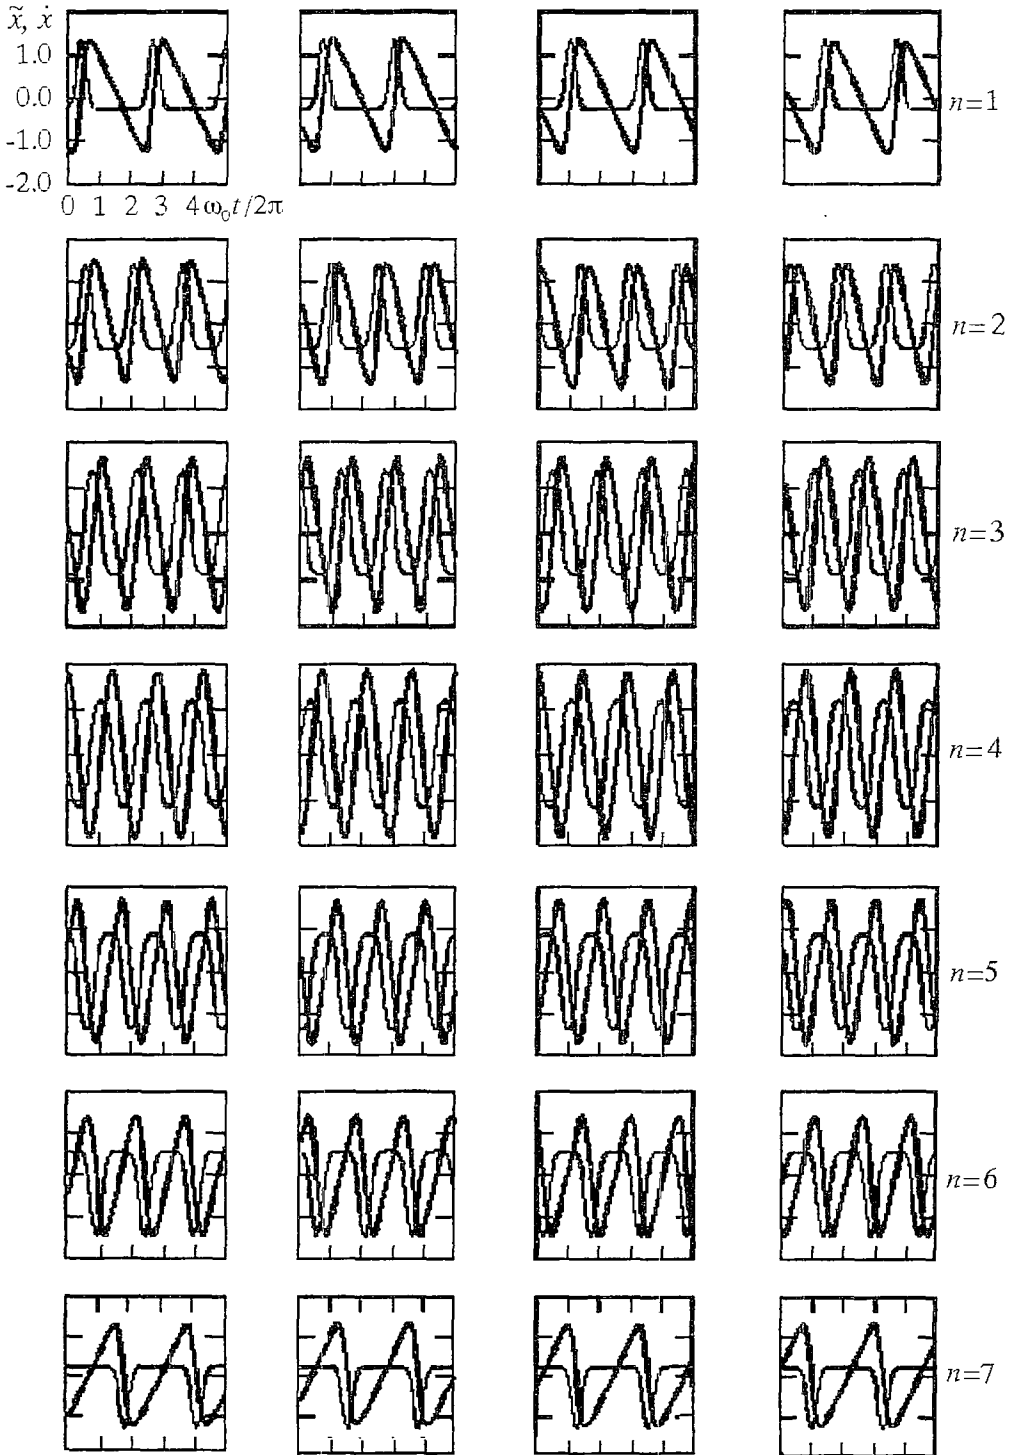 x̃, ẋ
1.0
0.0
-1.0
-2.0
0 1 2 3 4 ω₀t/2π
n=1
n=2
n=3
n=4
n=5
n=6
n=7